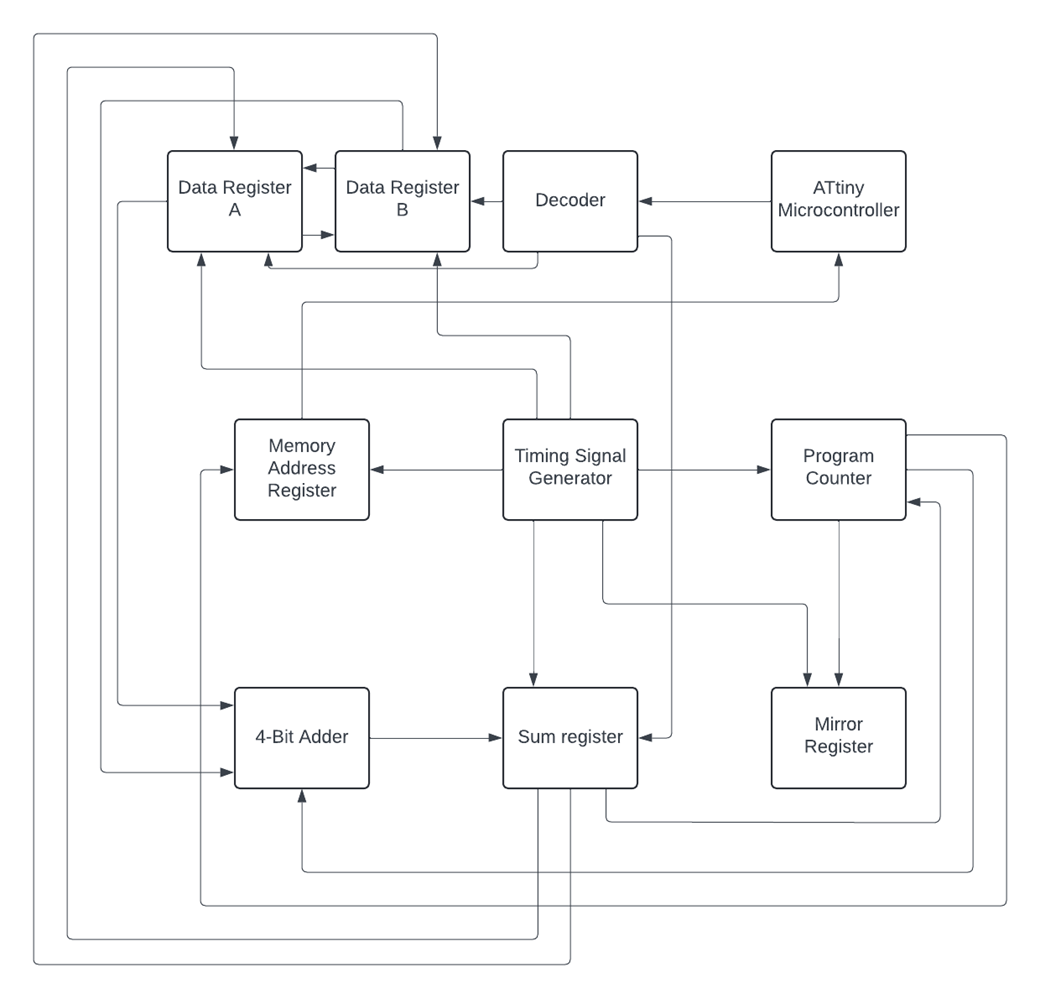 Data Register
A
Data Register
B
Decoder
ATtiny
Microcontroller
Memory
Address
Register
Timing Signal
Generator
Program
Counter
4-Bit Adder
Sum register
Mirror
Register